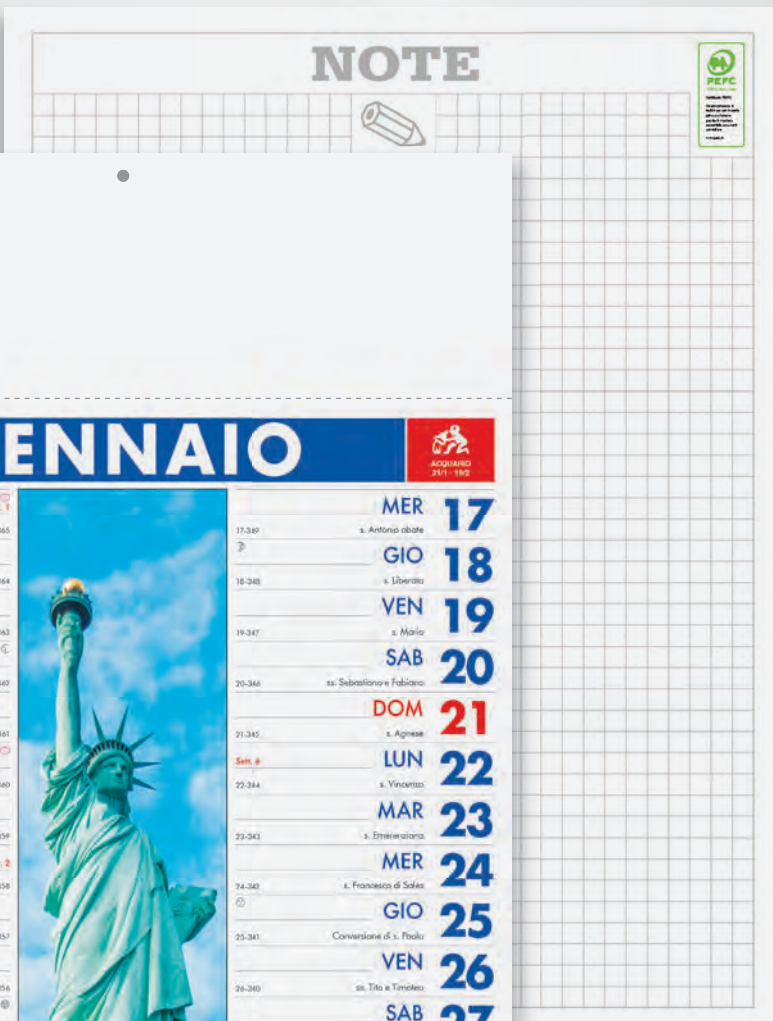 NOTE
PEFC
ENNAIO
ACQUARIO
21/1 - 19/2
MER 17
17-349 s. Antonio abate
GIO 18
18-348 s. Liberata
VEN 19
19-347 s. Mario
SAB 20
20-346 ss. Sebastiano e Fabiano
DOM 21
21-345 s. Agnese
LUN 22
22-344 s. Vincenzo
MAR 23
23-343 s. Emerenziana
MER 24
24-342 s. Francesco di Sales
GIO 25
25-341 Conversione di s. Paolo
VEN 26
26-340 ss. Tito e Timoteo
SAB 27